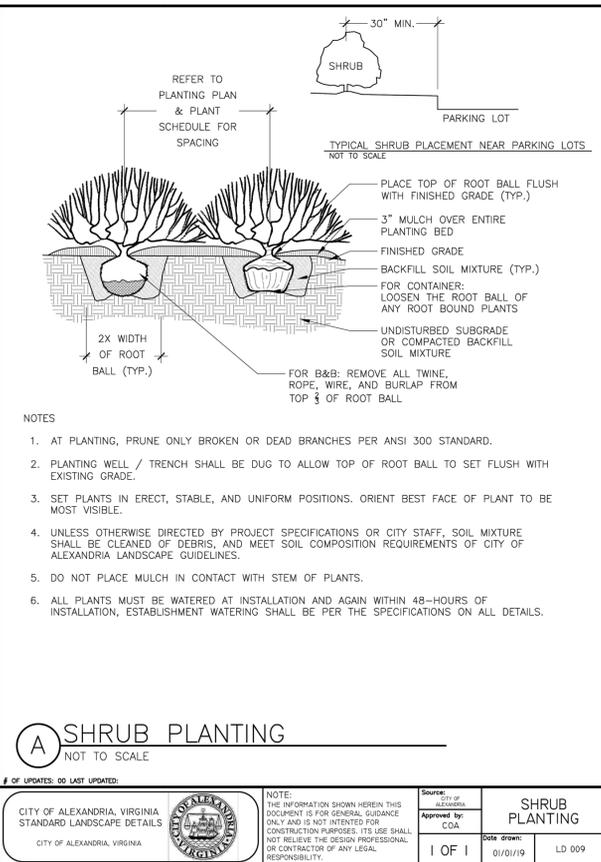 30" MIN.
SHRUB
PARKING LOT
TYPICAL SHRUB PLACEMENT NEAR PARKING LOTS
NOT TO SCALE
REFER TO
PLANTING PLAN
& PLANT
SCHEDULE FOR
SPACING
PLACE TOP OF ROOT BALL FLUSH
WITH FINISHED GRADE (TYP.)
3" MULCH OVER ENTIRE
PLANTING BED
FINISHED GRADE
BACKFILL SOIL MIXTURE (TYP.)
FOR CONTAINER:
LOOSEN THE ROOT BALL OF
ANY ROOT BOUND PLANTS
UNDISTURBED SUBGRADE
OR COMPACTED BACKFILL
SOIL MIXTURE
2X WIDTH
OF ROOT
BALL (TYP.)
FOR B&B: REMOVE ALL TWINE,
ROPE, WIRE, AND BURLAP FROM
TOP 2/3 OF ROOT BALL
NOTES
1. AT PLANTING, PRUNE ONLY BROKEN OR DEAD BRANCHES PER ANSI 300 STANDARD.
2. PLANTING WELL / TRENCH SHALL BE DUG TO ALLOW TOP OF ROOT BALL TO SET FLUSH WITH
EXISTING GRADE.
3. SET PLANTS IN ERECT, STABLE, AND UNIFORM POSITIONS. ORIENT BEST FACE OF PLANT TO BE
MOST VISIBLE.
4. UNLESS OTHERWISE DIRECTED BY PROJECT SPECIFICATIONS OR CITY STAFF, SOIL MIXTURE
SHALL BE CLEANED OF DEBRIS, AND MEET SOIL COMPOSITION REQUIREMENTS OF CITY OF
ALEXANDRIA LANDSCAPE GUIDELINES.
5. DO NOT PLACE MULCH IN CONTACT WITH STEM OF PLANTS.
6. ALL PLANTS MUST BE WATERED AT INSTALLATION AND AGAIN WITHIN 48-HOURS OF
INSTALLATION, ESTABLISHMENT WATERING SHALL BE PER THE SPECIFICATIONS ON ALL DETAILS.
A
SHRUB PLANTING
NOT TO SCALE
# OF UPDATES: 00 LAST UPDATED:
CITY OF ALEXANDRIA, VIRGINIA
STANDARD LANDSCAPE DETAILS
CITY OF ALEXANDRIA, VIRGINIA
CITY OF ALEXANDRIA
VIRGINIA
NOTE:
THE INFORMATION SHOWN HEREIN THIS
DOCUMENT IS FOR GENERAL GUIDANCE
ONLY AND IS NOT INTENDED FOR
CONSTRUCTION PURPOSES. ITS USE SHALL
NOT RELIEVE THE DESIGN PROFESSIONAL
OR CONTRACTOR OF ANY LEGAL
RESPONSIBILITY.
Source:
CITY OF
ALEXANDRIA
Approved by:
COA
1 OF 1
SHRUB
PLANTING
Date drawn:
01/01/19
LD 009